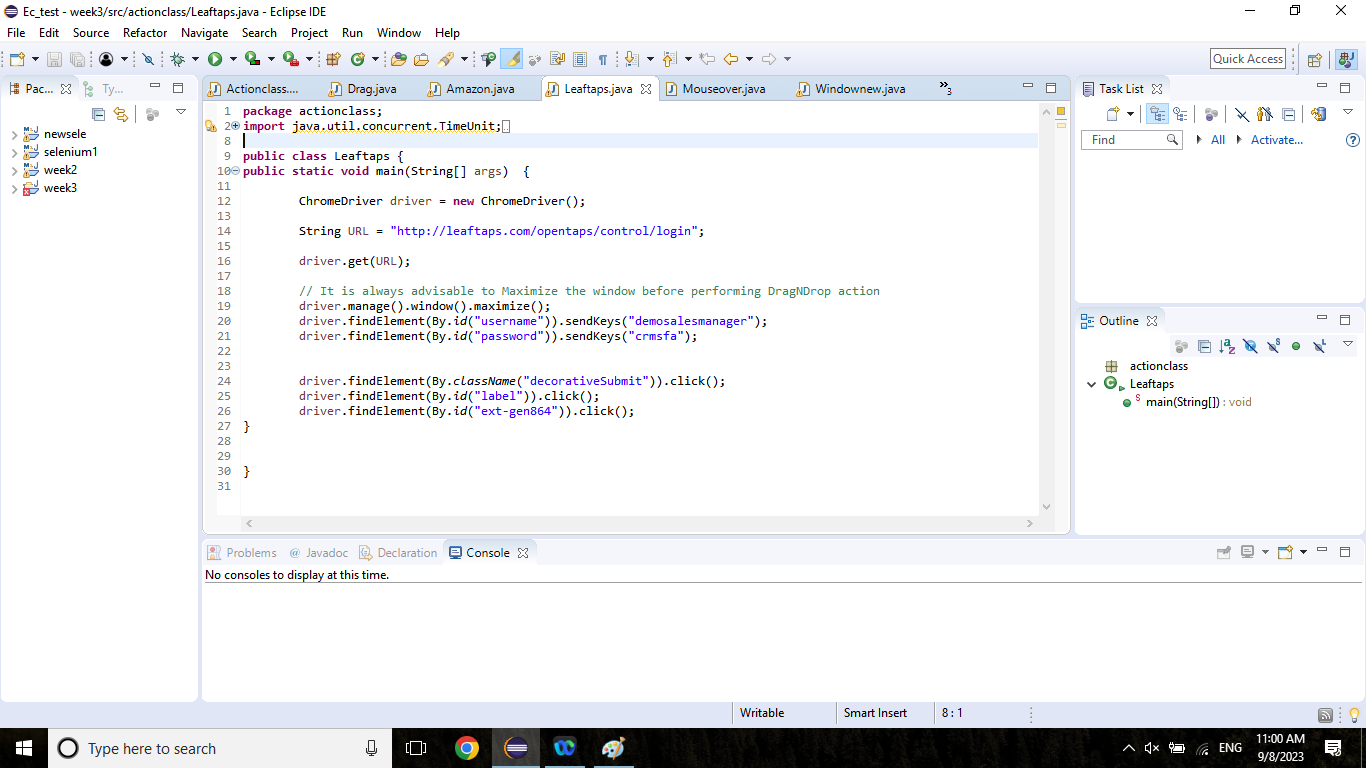 Ec_test - week3/src/actionclass/Leaftaps.java - Eclipse IDE
File Edit Source Refactor Navigate Search Project Run Window Help
Quick Access
Pac... Ty...
newsele
selenium1
week2
week3
Actionclass.... Drag.java Amazon.java Leaftaps.java Mouseover.java Windownew.java »3
1 package actionclass;
2 import java.util.concurrent.TimeUnit;
8
9 public class Leaftaps {
10 public static void main(String[] args)  {
11
12 ChromeDriver driver = new ChromeDriver();
13
14 String URL = "http://leaftaps.com/opentaps/control/login";
15
16 driver.get(URL);
17
18 // It is always advisable to Maximize the window before performing DragNDrop action
19 driver.manage().window().maximize();
20 driver.findElement(By.id("username")).sendKeys("demosalesmanager");
21 driver.findElement(By.id("password")).sendKeys("crmsfa");
22
23
24 driver.findElement(By.className("decorativeSubmit")).click();
25 driver.findElement(By.id("label")).click();
26 driver.findElement(By.id("ext-gen864")).click();
27 }
28
29
30 }
31
Task List
Find All Activate...
Outline
actionclass
Leaftaps
main(String[]) : void
Problems @ Javadoc Declaration Console
No consoles to display at this time.
Writable Smart Insert 8 : 1
Type here to search
ENG
11:00 AM
9/8/2023